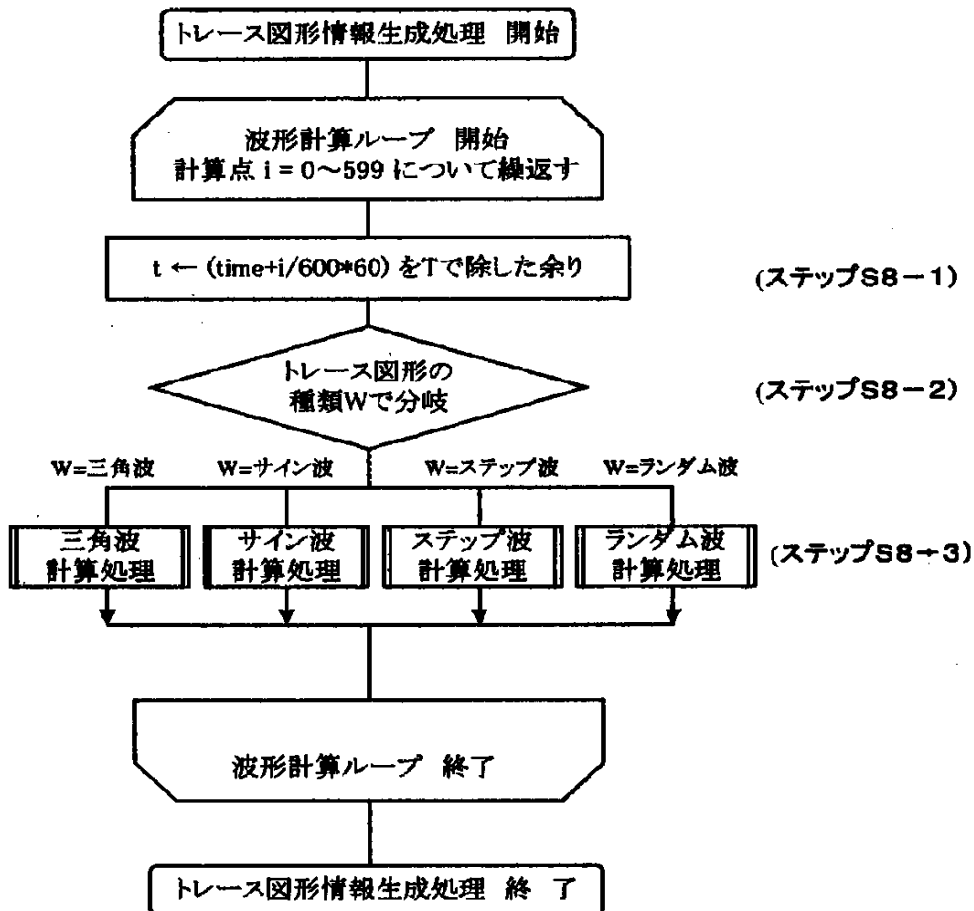 トレース図形情報生成処理 開始
波形計算ループ 開始
計算点 i = 0～599 について繰返す
t ← (time+i/600*60) をTで除した余り
(ステップS8－1)
トレース図形の
種類Wで分岐
(ステップS8－2)
W=三角波
W=サイン波
W=ステップ波
W=ランダム波
三角波
計算処理
サイン波
計算処理
ステップ波
計算処理
ランダム波
計算処理
(ステップS8－3)
波形計算ループ 終了
トレース図形情報生成処理 終 了